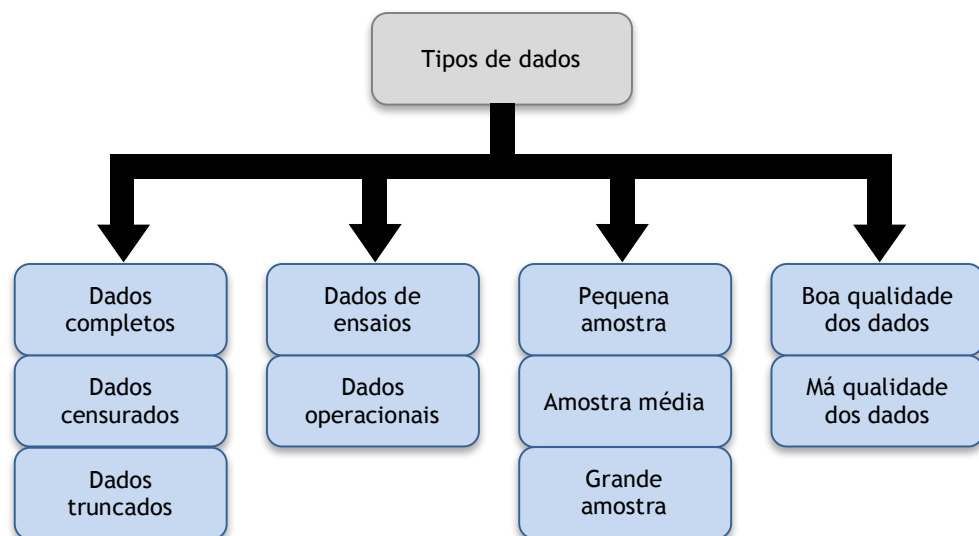 Tipos de dados
Dados
completos
Dados
censurados
Dados
truncados
Dados de
ensaios
Dados
operacionais
Pequena
amostra
Amostra média
Grande
amostra
Boa qualidade
dos dados
Má qualidade
dos dados